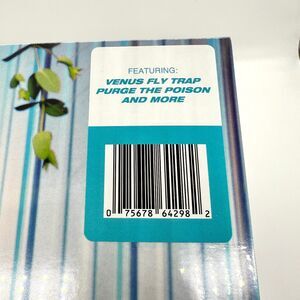 FEATURING:
VENUS FLY TRAP
PURGE THE POISON
AND MORE
0 75678 64298 2